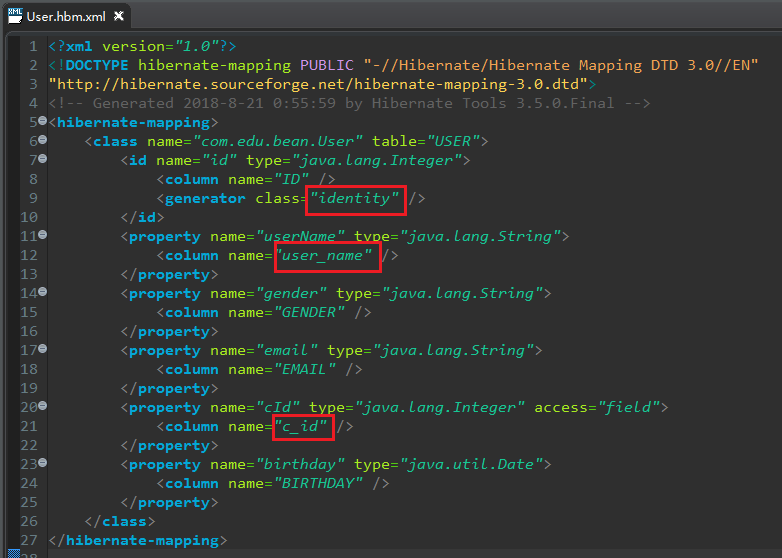 User.hbm.xml
1 <?xml version="1.0"?>
2 <!DOCTYPE hibernate-mapping PUBLIC "-//Hibernate/Hibernate Mapping DTD 3.0//EN"
3 "http://hibernate.sourceforge.net/hibernate-mapping-3.0.dtd">
4 <!-- Generated 2018-8-21 0:55:59 by Hibernate Tools 3.5.0.Final -->
5 <hibernate-mapping>
6     <class name="com.edu.bean.User" table="USER">
7         <id name="id" type="java.lang.Integer">
8             <column name="ID" />
9             <generator class="identity" />
10         </id>
11         <property name="userName" type="java.lang.String">
12             <column name="user_name" />
13         </property>
14         <property name="gender" type="java.lang.String">
15             <column name="GENDER" />
16         </property>
17         <property name="email" type="java.lang.String">
18             <column name="EMAIL" />
19         </property>
20         <property name="cId" type="java.lang.Integer" access="field">
21             <column name="c_id" />
22         </property>
23         <property name="birthday" type="java.util.Date">
24             <column name="BIRTHDAY" />
25         </property>
26     </class>
27 </hibernate-mapping>
28